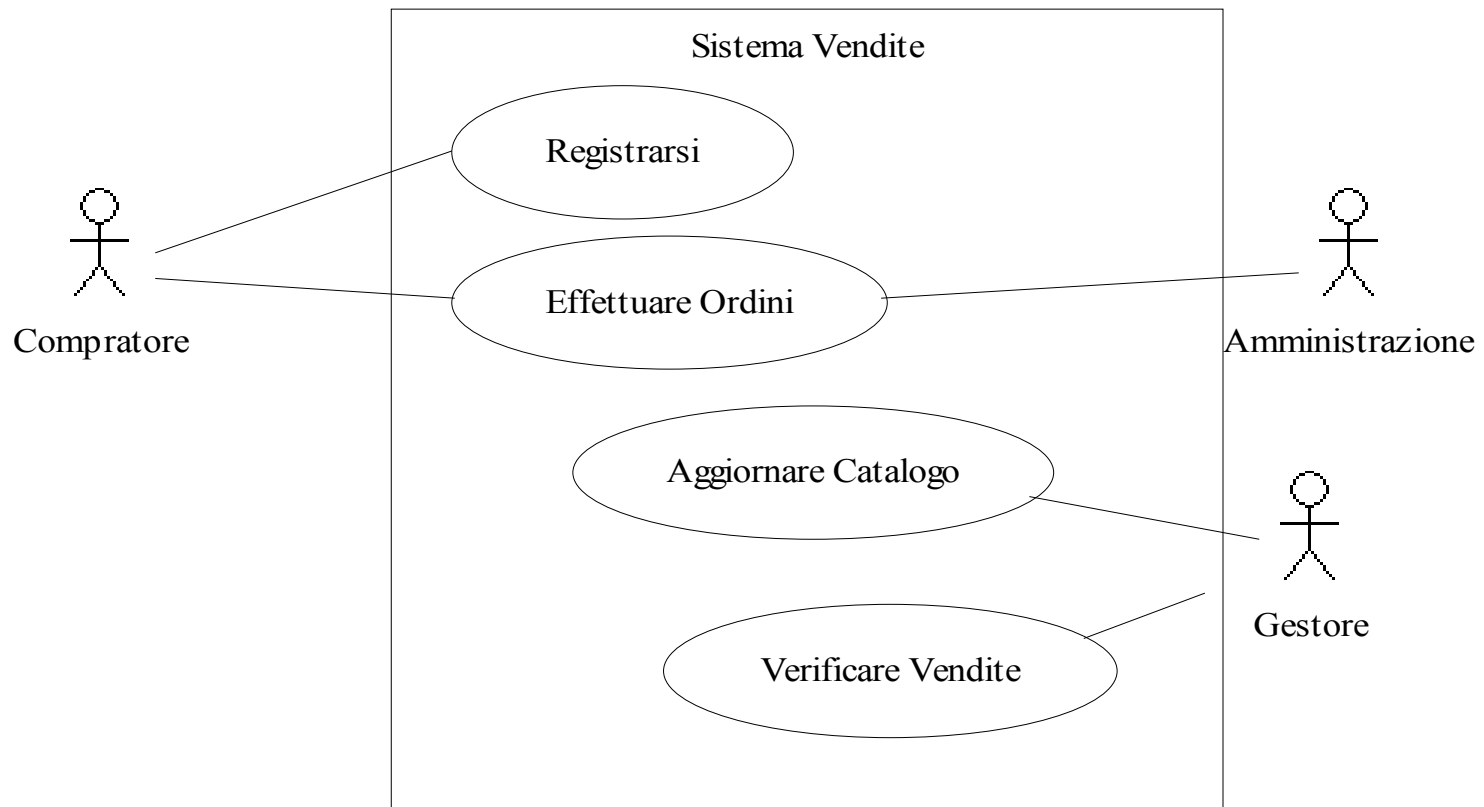 Sistema Vendite
Registrarsi
Effettuare Ordini
Compratore
Amministrazione
Aggiornare Catalogo
Gestore
Verificare Vendite